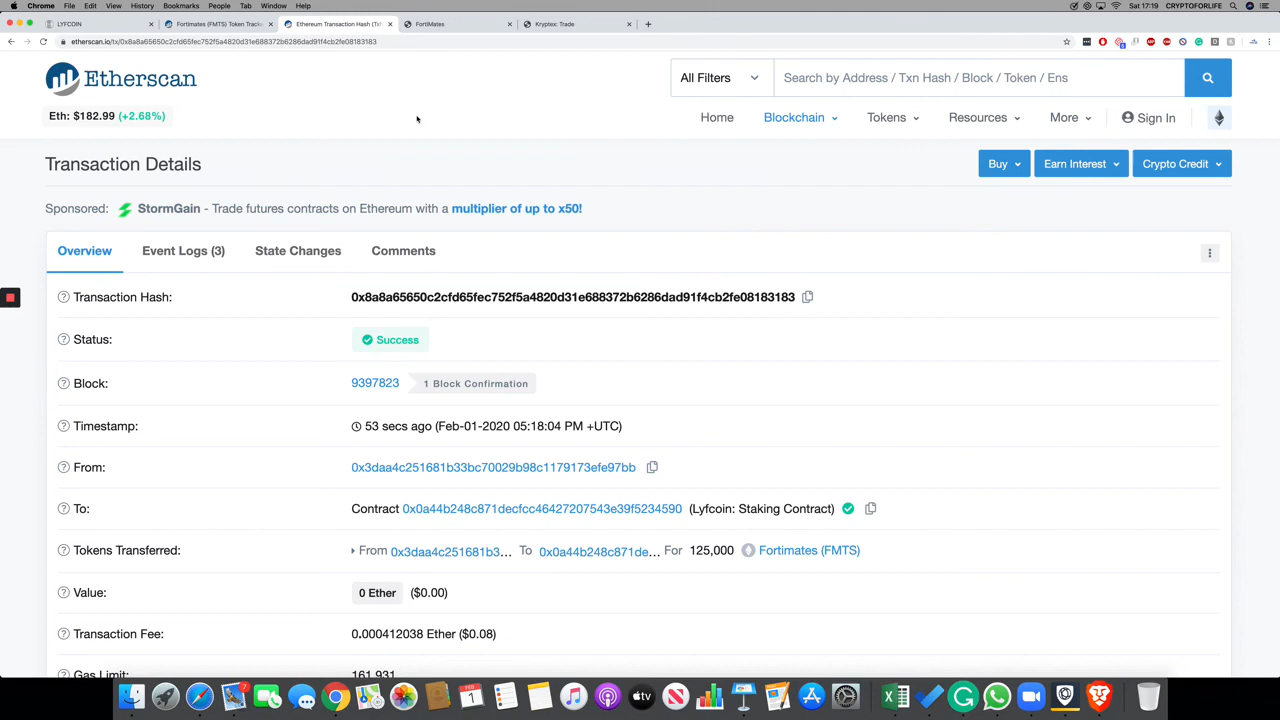 Chrome File Edit View History Bookmarks People Tab Window Help Sat 17:19 CRYPTOFORLIFE
LYFCOIN Fortimates (FMTS) Token Tracke Ethereum Transaction Hash (Txh FortiMates Kryptex: Trade
etherscan.io/tx/0x8a8a65650c2cfd65fec752f5a4820d31e688372b6286dad91f4cb2fe08183183
Etherscan
All Filters Search by Address / Txn Hash / Block / Token / Ens
Eth: $182.99 (+2.68%)
Home Blockchain Tokens Resources More Sign In
Transaction Details
Buy Earn Interest Crypto Credit
Sponsored: StormGain - Trade futures contracts on Ethereum with a multiplier of up to x50!
Overview Event Logs (3) State Changes Comments
Transaction Hash: 0x8a8a65650c2cfd65fec752f5a4820d31e688372b6286dad91f4cb2fe08183183
Status: Success
Block: 9397823 1 Block Confirmation
Timestamp: 53 secs ago (Feb-01-2020 05:18:04 PM +UTC)
From: 0x3daa4c251681b33bc70029b98c1179173efe97bb
To: Contract 0x0a44b248c871decfcc46427207543e39f5234590 (Lyfcoin: Staking Contract)
Tokens Transferred: From 0x3daa4c251681b3... To 0x0a44b248c871de... For 125,000 Fortimates (FMTS)
Value: 0 Ether ($0.00)
Transaction Fee: 0.000412038 Ether ($0.08)
Gas Limit: 161,931